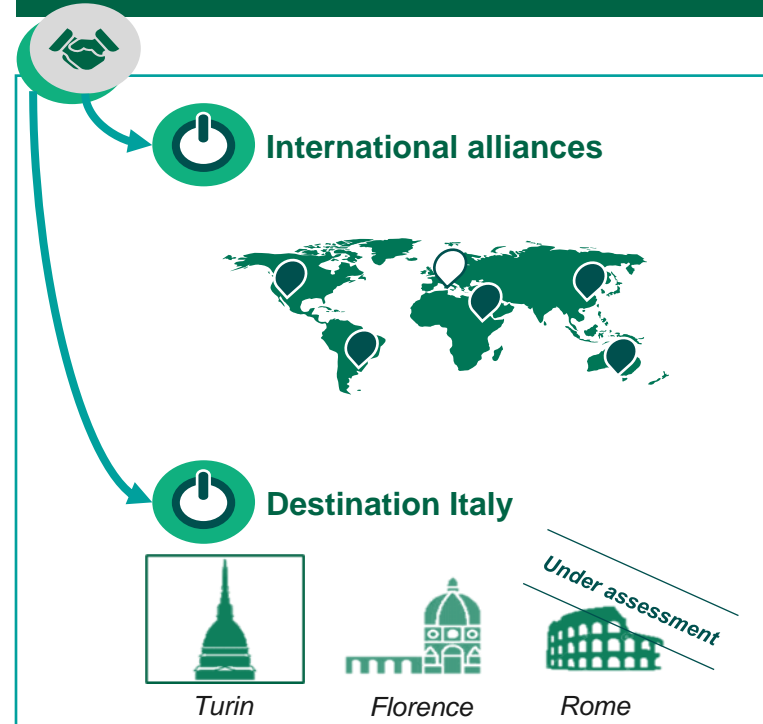 International alliances
Destination Italy
Under assessment
Turin
Florence
Rome